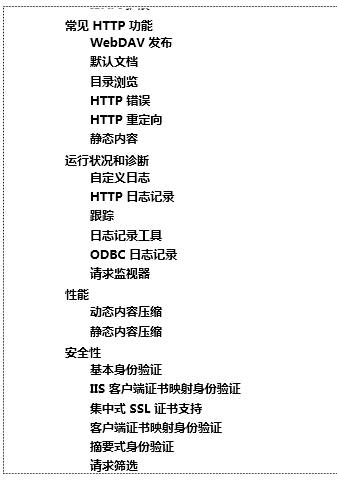 常见 HTTP 功能
WebDAV 发布
默认文档
目录浏览
HTTP 错误
HTTP 重定向
静态内容
运行状况和诊断
自定义日志
HTTP 日志记录
跟踪
日志记录工具
ODBC 日志记录
请求监视器
性能
动态内容压缩
静态内容压缩
安全性
基本身份验证
IIS 客户端证书映射身份验证
集中式 SSL 证书支持
客户端证书映射身份验证
摘要式身份验证
请求筛选